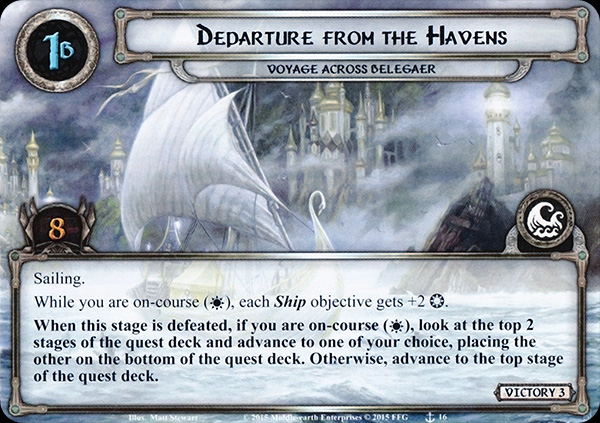 1B
DEPARTURE FROM THE HAVENS
VOYAGE ACROSS BELEGAER
8
Sailing.
While you are on-course (☀), each Ship objective gets +2.
When this stage is defeated, if you are on-course (☀), look at the top 2
stages of the quest deck and advance to one of your choice, placing the
other on the bottom of the quest deck. Otherwise, advance to the top stage
of the quest deck.
VICTORY 3
Illus. Matt Stewart
© 2015 Middle-earth Enterprises © 2015 FFG
16